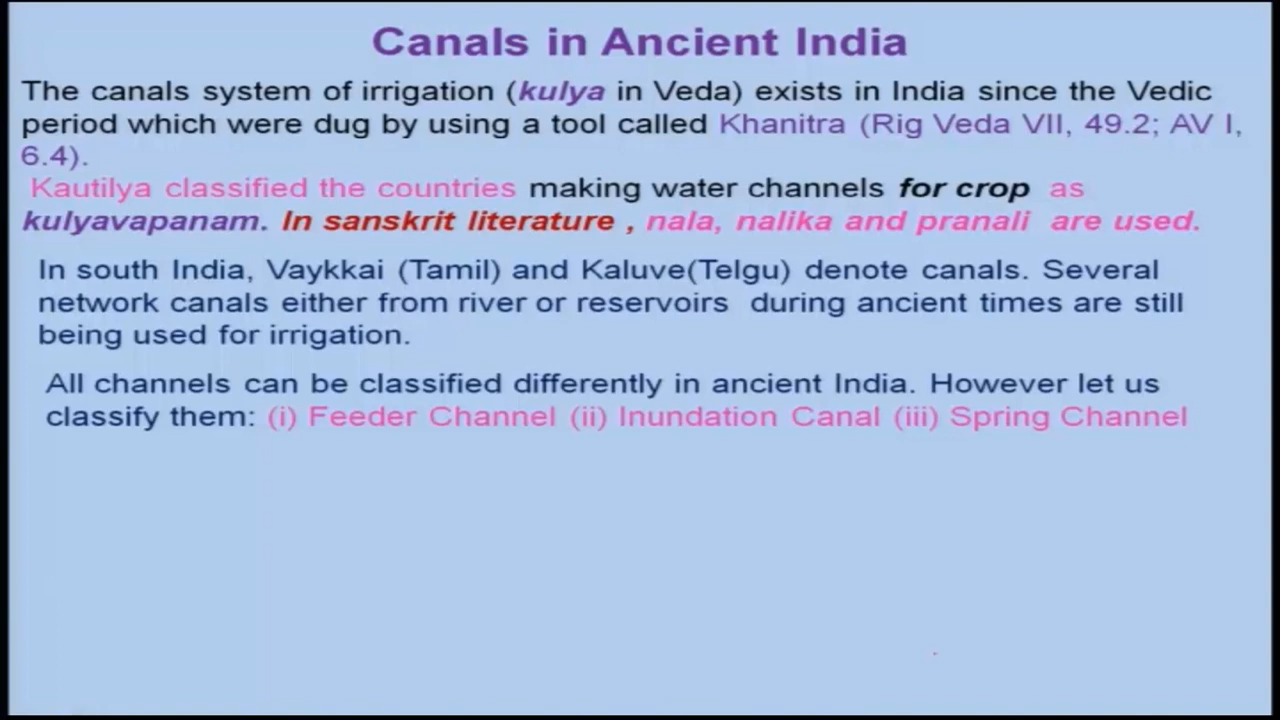 Canals in Ancient India
The canals system of irrigation (kulya in Veda) exists in India since the Vedic
period which were dug by using a tool called Khanitra (Rig Veda VII, 49.2; AV I,
6.4).
Kautilya classified the countries making water channels for crop as
kulyavapanam. In sanskrit literature , nala, nalika and pranali are used.
In south India, Vaykkai (Tamil) and Kaluve(Telgu) denote canals. Several
network canals either from river or reservoirs during ancient times are still
being used for irrigation.
All channels can be classified differently in ancient India. However let us
classify them: (i) Feeder Channel (ii) Inundation Canal (iii) Spring Channel